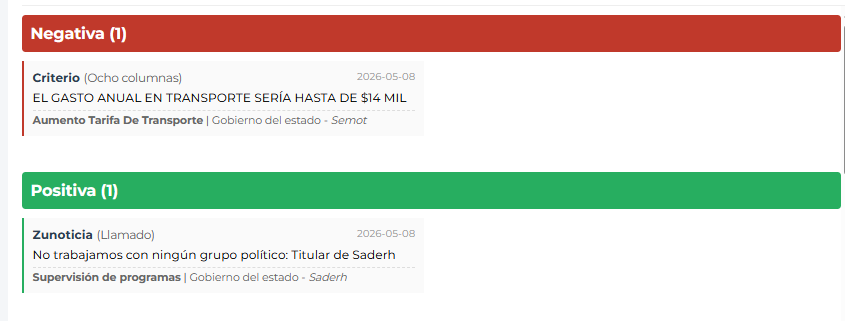 Negativa (1)
Criterio (Ocho columnas) 2026-05-08
EL GASTO ANUAL EN TRANSPORTE SERÍA HASTA DE $14 MIL
Aumento Tarifa De Transporte | Gobierno del estado - Semot
Positiva (1)
Zunoticia (Llamado) 2026-05-08
No trabajamos con ningún grupo político: Titular de Saderh
Supervisión de programas | Gobierno del estado - Saderh